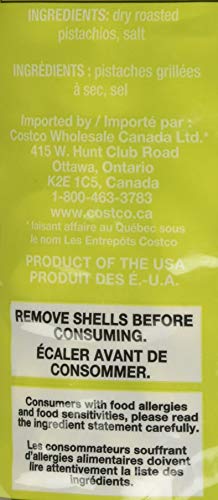 INGREDIENTS: dry roasted
pistachios, salt
INGRÉDIENTS : pistaches grillées
à sec, sel
Imported by / Importé par :
Costco Wholesale Canada Ltd.*
415 W. Hunt Club Road
Ottawa, Ontario
K2E 1C5, Canada
1-800-463-3783
www.costco.ca
*faisant affaire au Québec sous
le nom Les Entrepôts Costco
PRODUCT OF THE USA
PRODUIT DES É.-U.A.
REMOVE SHELLS BEFORE
CONSUMING.
ÉCALER AVANT DE
CONSOMMER.
Consumers with food allergies
and food sensitivities, please read
the ingredient statement carefully.
Les consommateurs souffrant
d'allergies alimentaires doivent
lire attentivement la liste des
ingrédients.